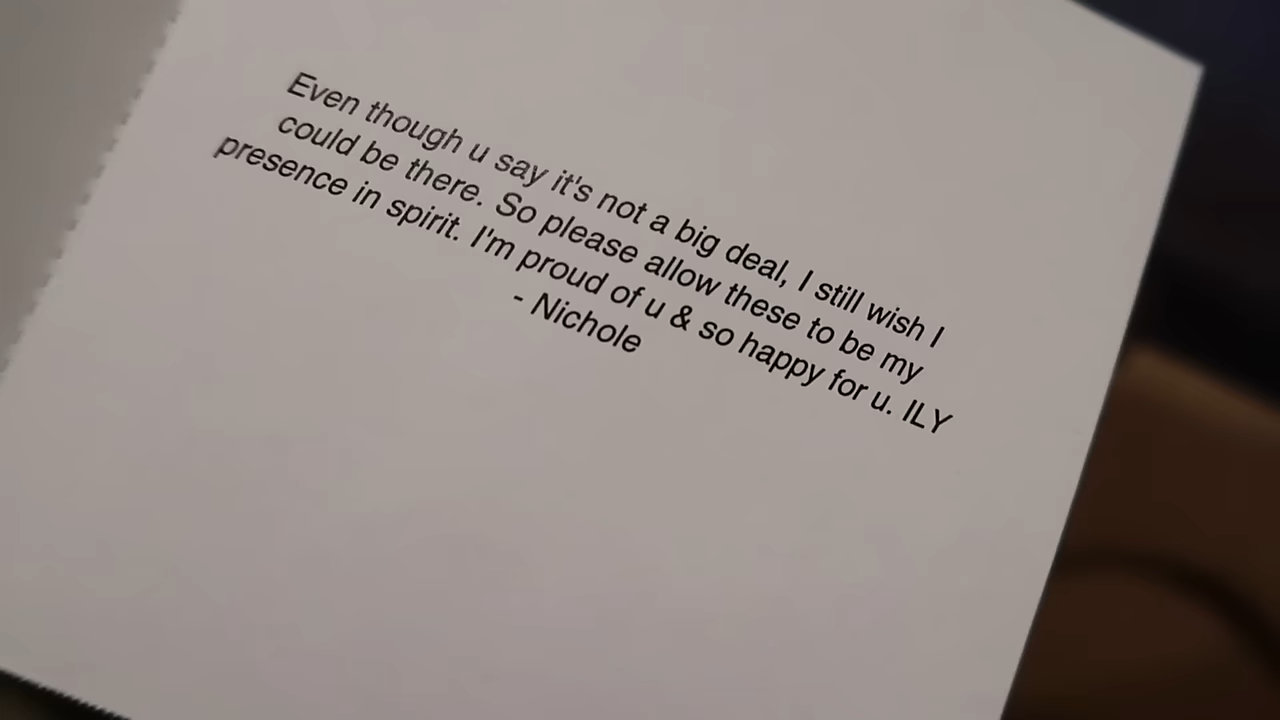 Even though u say it's not a big deal, I still wish I
could be there. So please allow these to be my
presence in spirit. I'm proud of u & so happy for u. ILY
- Nichole